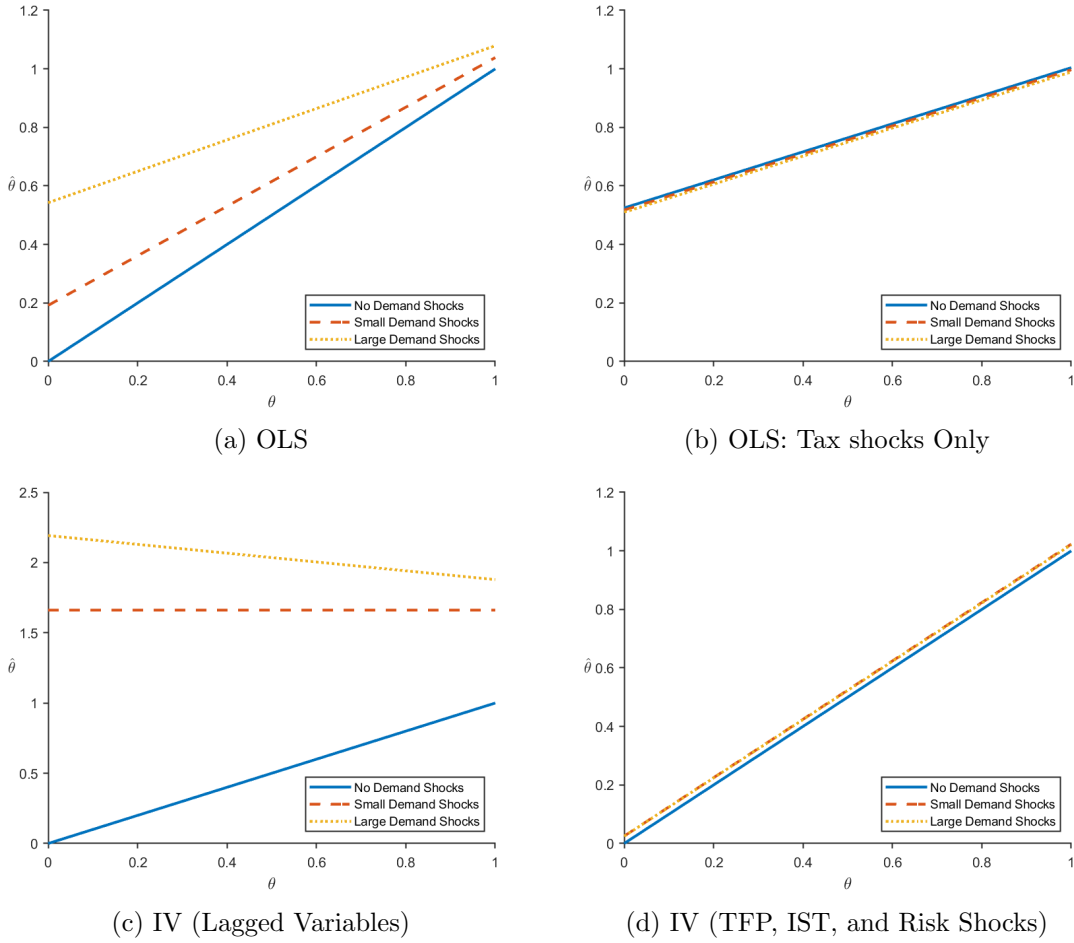 1.2
1
0.8
0.6
0.4
0.2
0
θ̂
0 0.2 0.4 0.6 0.8 1
θ
No Demand Shocks
Small Demand Shocks
Large Demand Shocks
(a) OLS
1.2
1
0.8
0.6
0.4
0.2
0
θ̂
0 0.2 0.4 0.6 0.8 1
θ
No Demand Shocks
Small Demand Shocks
Large Demand Shocks
(b) OLS: Tax shocks Only
2.5
2
1.5
1
0.5
0
θ̂
0 0.2 0.4 0.6 0.8 1
θ
No Demand Shocks
Small Demand Shocks
Large Demand Shocks
(c) IV (Lagged Variables)
1.2
1
0.8
0.6
0.4
0.2
0
θ̂
0 0.2 0.4 0.6 0.8 1
θ
No Demand Shocks
Small Demand Shocks
Large Demand Shocks
(d) IV (TFP, IST, and Risk Shocks)